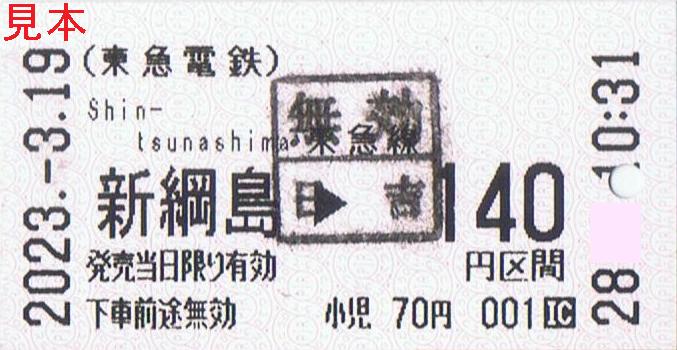 見本
2023.-3.19
(東急電鉄)
Shin-
tsunashima
東急線
無効
日吉
新綱島▶140
発売当日限り有効
円区間
下車前途無効
小児 70円 001 IC
28 10:31